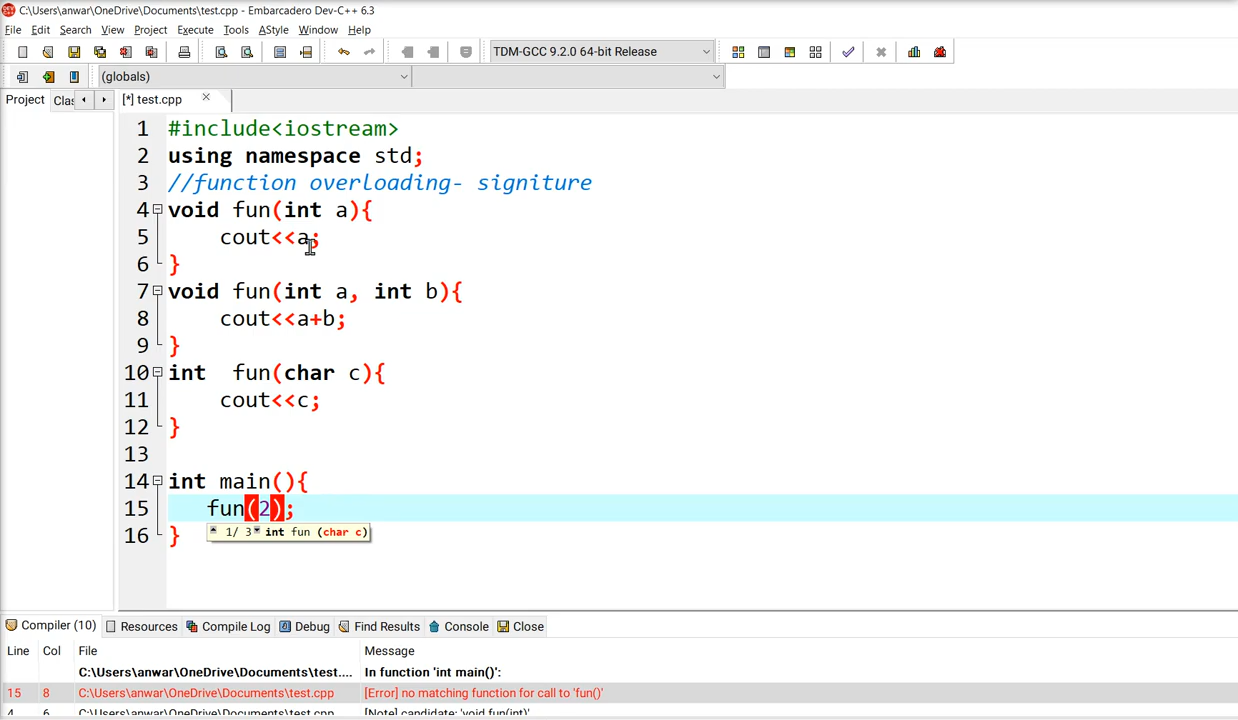 C:\Users\anwar\OneDrive\Documents\test.cpp - Embarcadero Dev-C++ 6.3
File Edit Search View Project Execute Tools AStyle Window Help
TDM-GCC 9.2.0 64-bit Release
(globals)
Project Clas [*] test.cpp
1 #include<iostream>
2 using namespace std;
3 //function overloading- signiture
4 void fun(int a){
5 cout<<a;
6 }
7 void fun(int a, int b){
8 cout<<a+b;
9 }
10 int fun(char c){
11 cout<<c;
12 }
13
14 int main(){
15 fun(2);
16 }
1/ 3 int fun (char c)
Compiler (10) Resources Compile Log Debug Find Results Console Close
Line Col File Message
C:\Users\anwar\OneDrive\Documents\test.... In function 'int main()':
15 8 C:\Users\anwar\OneDrive\Documents\test.cpp [Error] no matching function for call to 'fun()'
4 6 C:\Users\anwar\OneDrive\Documents\test.cpp [Note] candidate: 'void fun(int)'